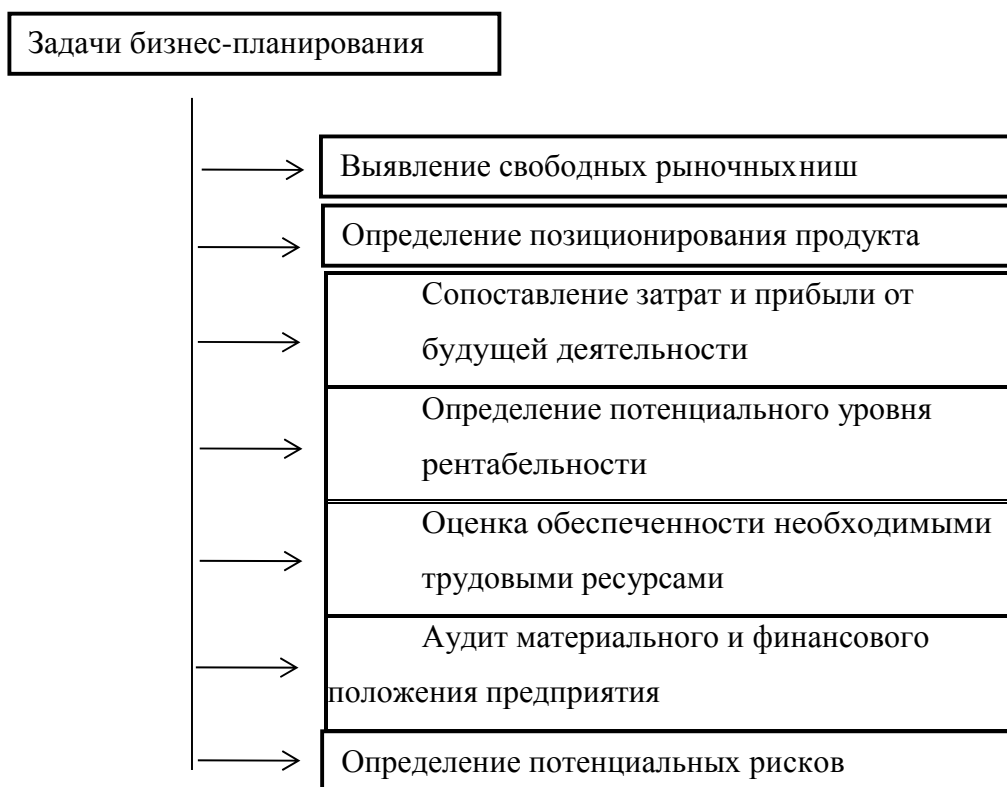 Задачи бизнес-планирования
Выявление свободных рыночныхниш
Определение позиционирования продукта
Сопоставление затрат и прибыли от
будущей деятельности
Определение потенциального уровня
рентабельности
Оценка обеспеченности необходимыми
трудовыми ресурсами
Аудит материального и финансового
положения предприятия
Определение потенциальных рисков